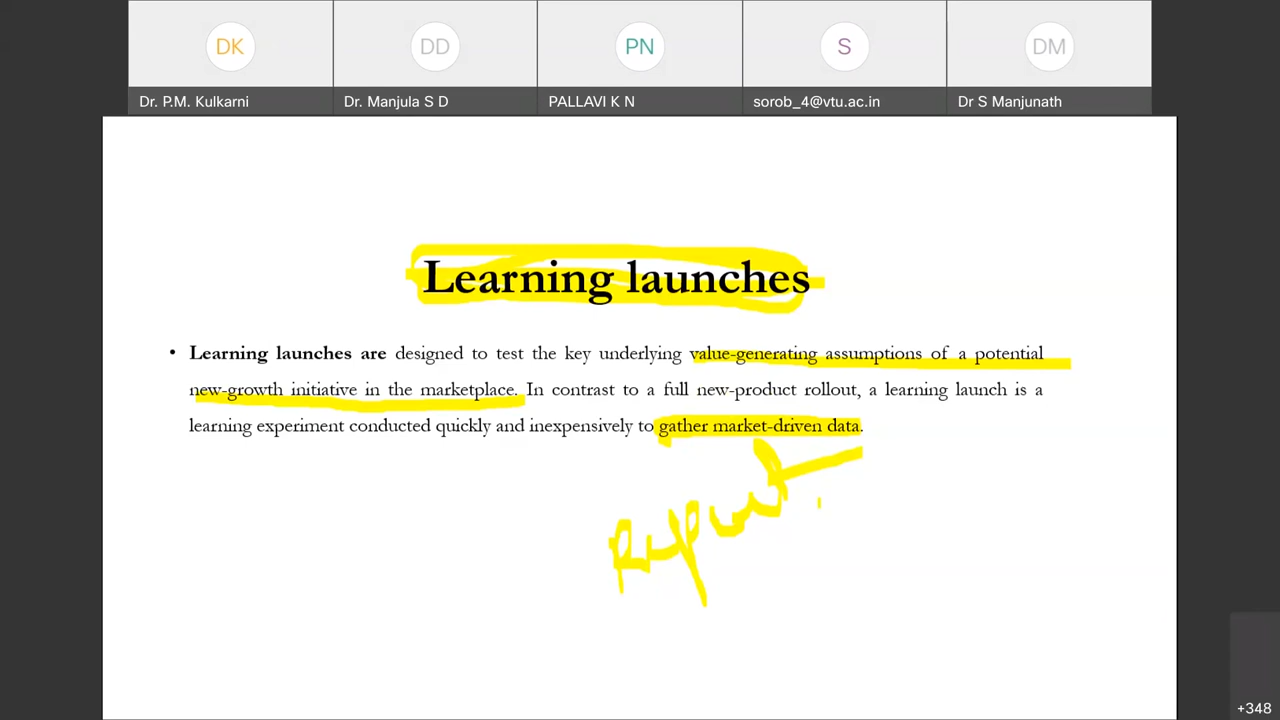 DK
DD
PN
S
DM
Dr. P.M. Kulkarni
Dr. Manjula S D
PALLAVI K N
sorob_4@vtu.ac.in
Dr S Manjunath
Learning launches
• Learning launches are designed to test the key underlying value-generating assumptions of a potential
new-growth initiative in the marketplace. In contrast to a full new-product rollout, a learning launch is a
learning experiment conducted quickly and inexpensively to gather market-driven data.
+348